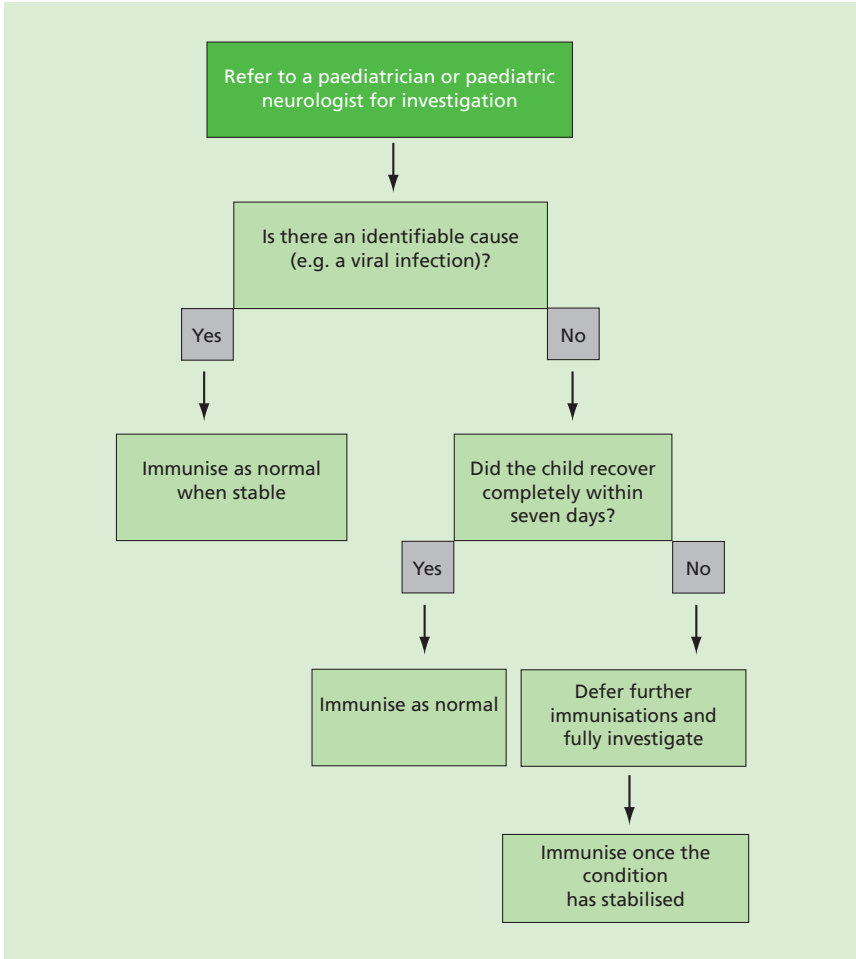 Refer to a paediatrician or paediatric
neurologist for investigation
Is there an identifiable cause
(e.g. a viral infection)?
Yes
No
Immunise as normal
when stable
Did the child recover
completely within
seven days?
Yes
No
Immunise as normal
Defer further
immunisations and
fully investigate
Immunise once the
condition
has stabilised